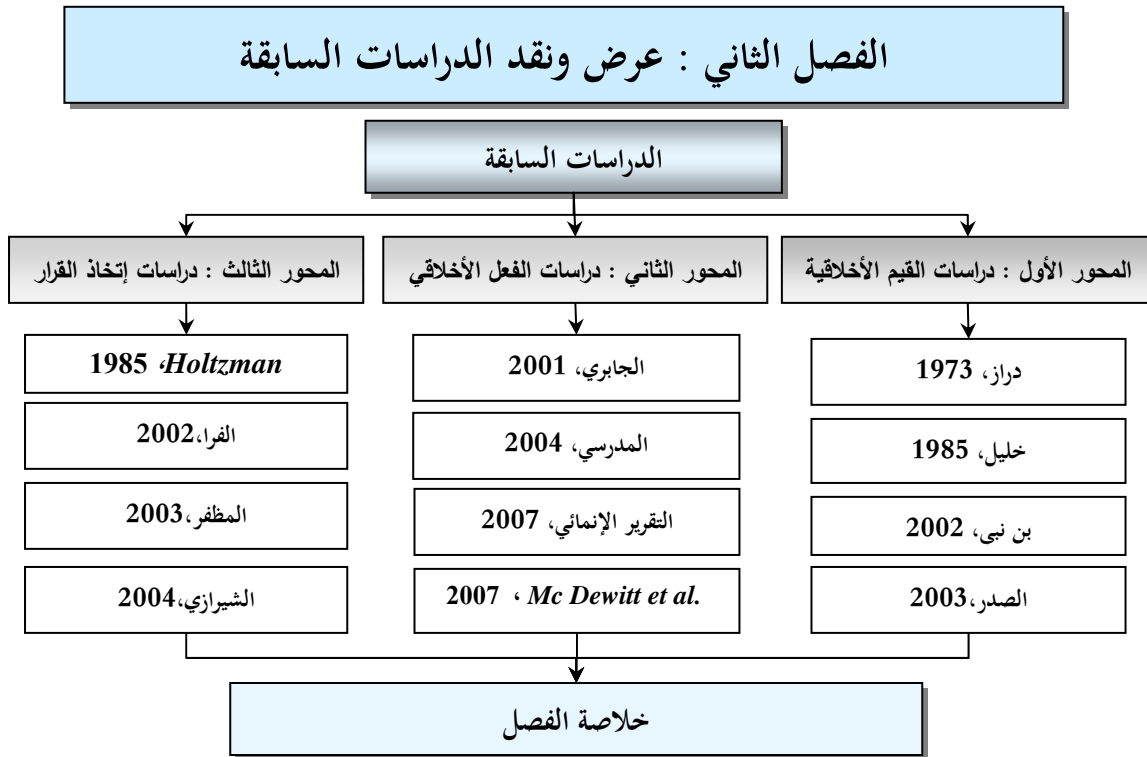 الفصل الثاني : عرض ونقد الدراسات السابقة
الدراسات السابقة
المحور الأول : دراسات القيم الأخلاقية
دراز، 1973
خليل، 1985
بن نبى، 2002
الصدر،2003
المحور الثاني : دراسات الفعل الأخلاقي
الجابري، 2001
المدرسي، 2004
التقرير الإنمائي، 2007
Mc Dewitt et al. ، 2007
المحور الثالث : دراسات إتخاذ القرار
Holtzman، 1985
الفرا،2002
المظفر،2003
الشيرازي،2004
خلاصة الفصل